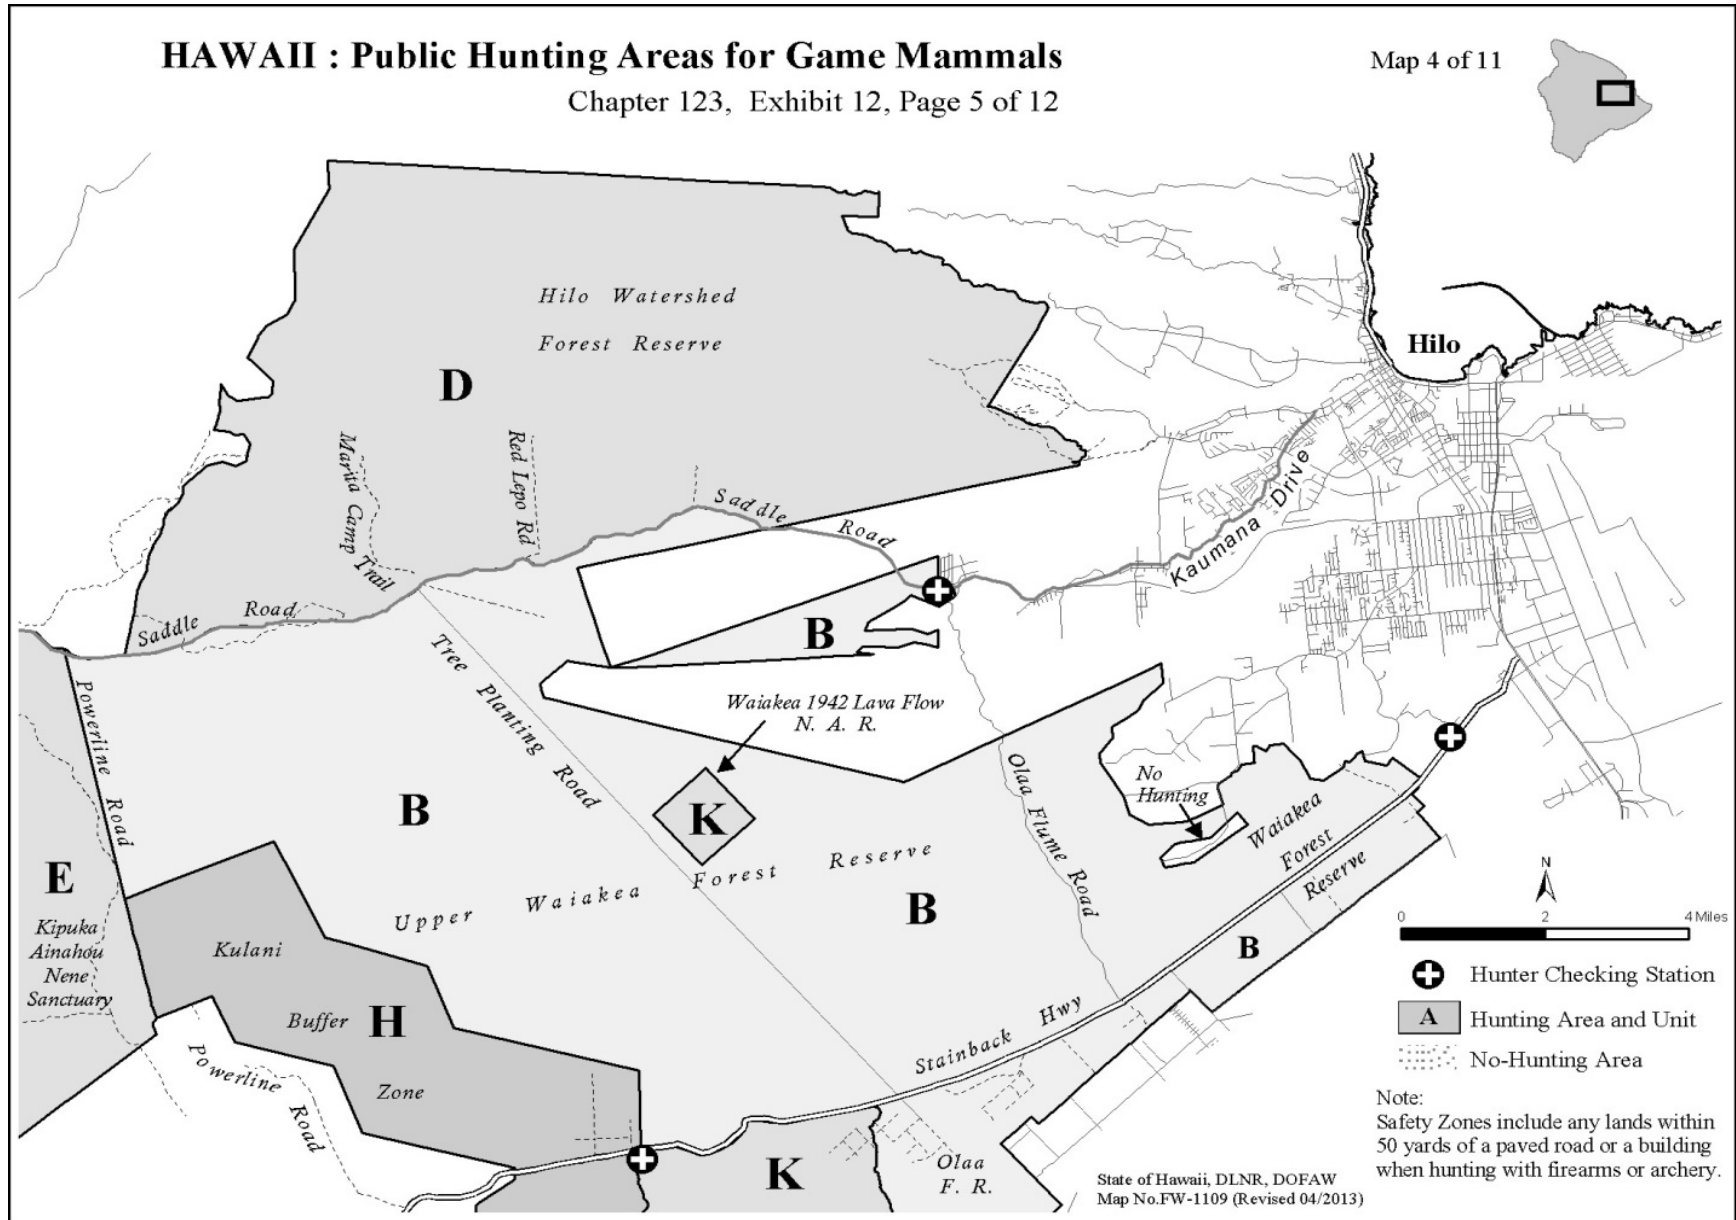 HAWAII : Public Hunting Areas for Game Mammals
Chapter 123, Exhibit 12, Page 5 of 12
Map 4 of 11
Hilo Watershed
Forest Reserve
D
Hilo
Marita Camp Trail
Red Lepo Rd
Saddle Road
Kaumana Drive
Saddle Road
B
Powerline Road
Tree Planting Road
Waiakea 1942 Lava Flow
N. A. R.
K
Olaa Flume Road
No
Hunting
Waiakea
Forest
Reserve
B
E
Kipuka
Ainahou
Nene
Sanctuary
Upper Waiakea Forest Reserve
B
B
Kulani
Buffer
Zone
H
Powerline Road
Stainback Hwy
K
Olaa
F. R.
N
0 2 4 Miles
Hunter Checking Station
A Hunting Area and Unit
No-Hunting Area
Note:
Safety Zones include any lands within
50 yards of a paved road or a building
when hunting with firearms or archery.
State of Hawaii, DLNR, DOFAW
Map No.FW-1109 (Revised 04/2013)